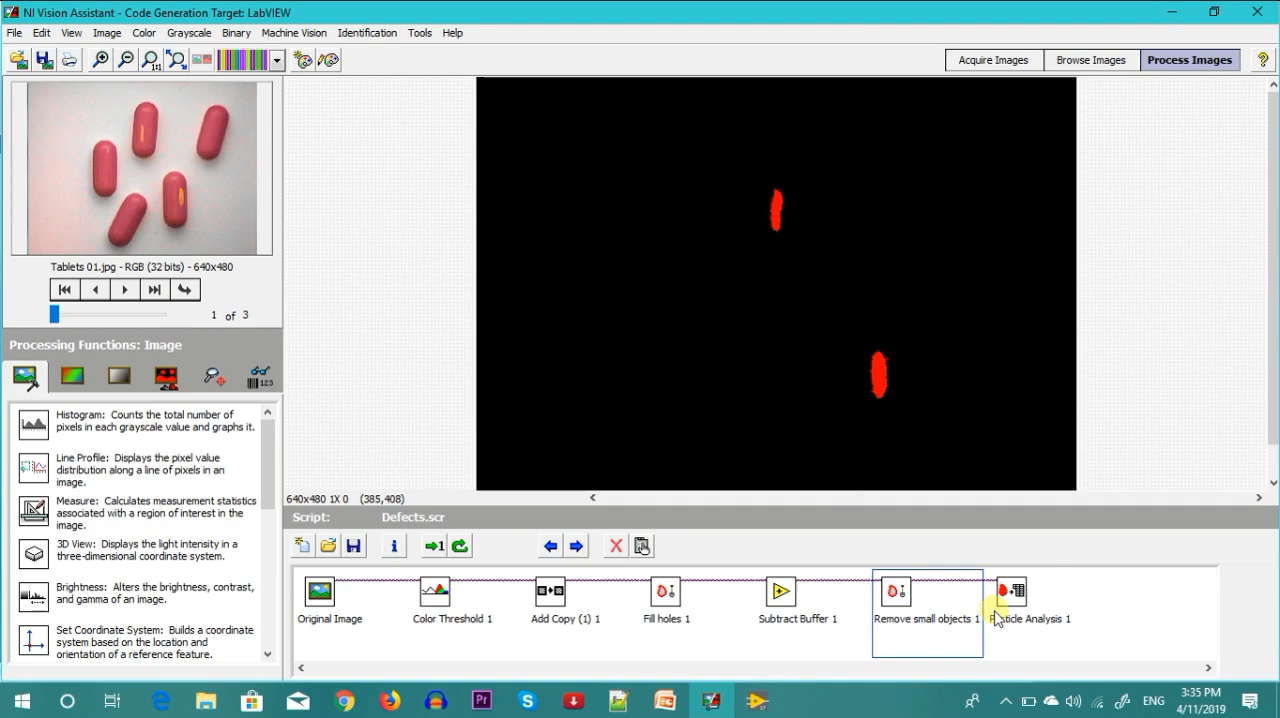 NI Vision Assistant - Code Generation Target: LabVIEW
File Edit View Image Color Grayscale Binary Machine Vision Identification Tools Help
1:1
Acquire Images Browse Images Process Images ?
Tablets 01.jpg - RGB (32 bits) - 640x480
1 of 3
Processing Functions: Image
123
Histogram: Counts the total number of
pixels in each grayscale value and graphs it.
Line Profile: Displays the pixel value
distribution along a line of pixels in an
image.
Measure: Calculates measurement statistics
associated with a region of interest in the
image.
3D View: Displays the light intensity in a
three-dimensional coordinate system.
Brightness: Alters the brightness, contrast,
and gamma of an image.
Set Coordinate System: Builds a coordinate
system based on the location and
orientation of a reference feature.
640x480 1X 0 (385,408)
Script: Defects.scr
i 1
Original Image Color Threshold 1 Add Copy (1) 1 Fill holes 1 Subtract Buffer 1 Remove small objects 1 Particle Analysis 1
Pr
ENG
3:35 PM
4/11/2019